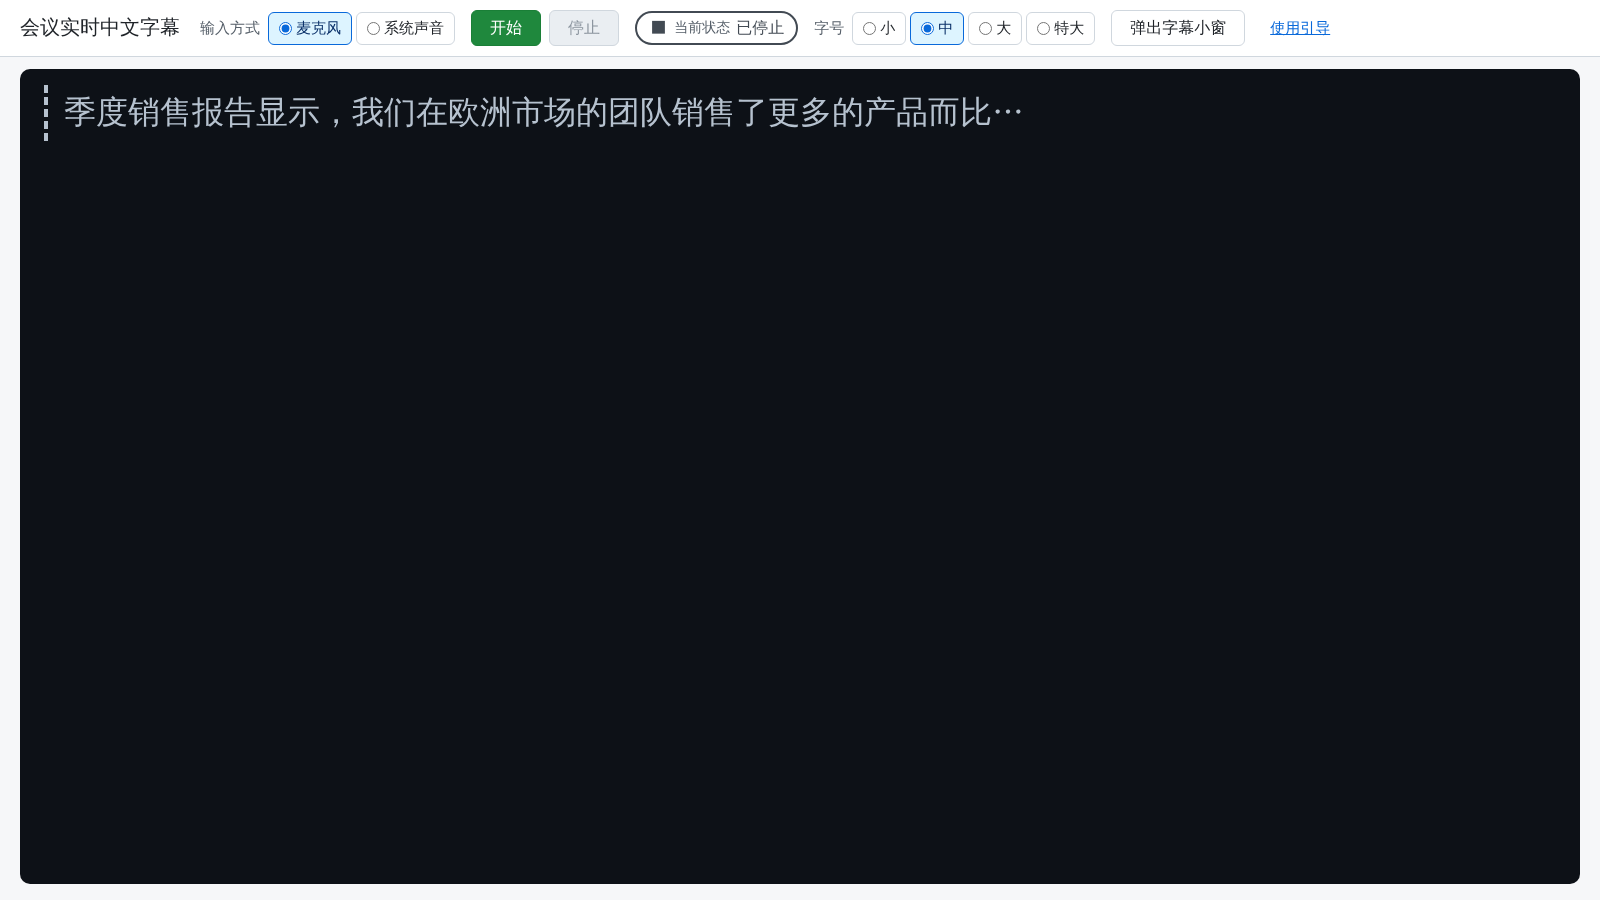 会议实时中文字幕 输入方式 麦克风 系统声音 开始 停止 当前状态 已停止 字号 小 中 大 特大 弹出字幕小窗 使用引导
季度销售报告显示，我们在欧洲市场的团队销售了更多的产品而比…